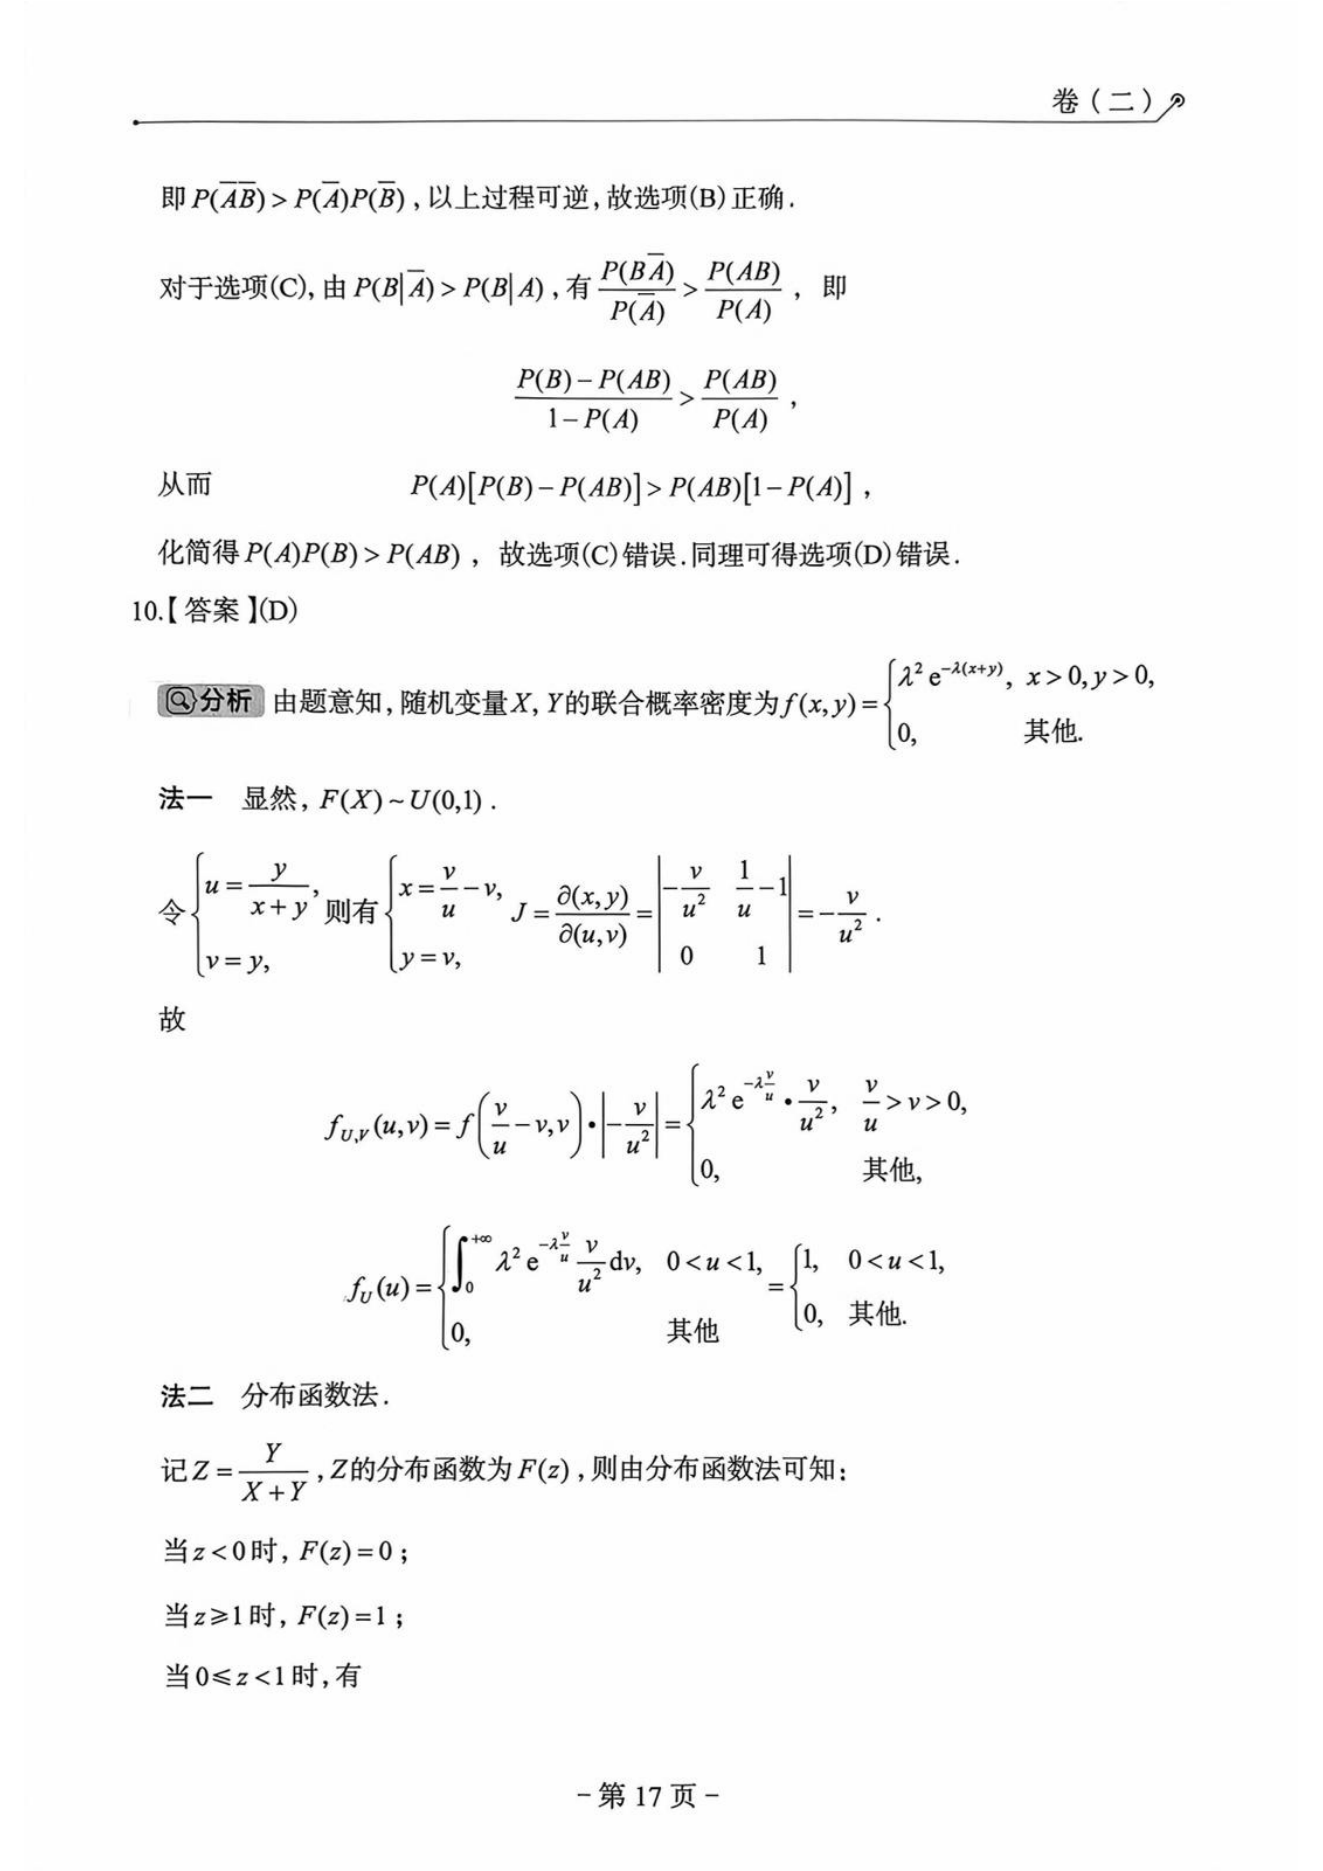 卷(二)
即 $P(\overline{A}\overline{B})>P(\overline{A})P(\overline{B})$,以上过程可逆,故选项(B)正确.
对于选项(C),由 $P(B|\overline{A})>P(B|A)$,有 $\frac{P(B\overline{A})}{P(\overline{A})}>\frac{P(AB)}{P(A)}$, 即
$\frac{P(B)-P(AB)}{1-P(A)}>\frac{P(AB)}{P(A)}$,
从而 $P(A)[P(B)-P(AB)]>P(AB)[1-P(A)]$,
化简得 $P(A)P(B)>P(AB)$, 故选项(C)错误.同理可得选项(D)错误.
10.【答案】(D)
分析 由题意知,随机变量X, Y的联合概率密度为 $f(x,y)=\begin{cases}\lambda^2 e^{-\lambda(x+y)}, & x>0,y>0,\\ 0, & 其他.\end{cases}$
法一 显然, $F(X)\sim U(0,1)$.
令 $\begin{cases}u=\frac{y}{x+y},\\ v=y,\end{cases}$ 则有 $\begin{cases}x=\frac{v}{u}-v,\\ y=v,\end{cases}$ $J=\frac{\partial(x,y)}{\partial(u,v)}=\begin{vmatrix}-\frac{v}{u^2} & \frac{1}{u}-1\\ 0 & 1\end{vmatrix}=-\frac{v}{u^2}$.
故
$f_{U,V}(u,v)=f\left(\frac{v}{u}-v,v\right)\cdot\left|-\frac{v}{u^2}\right|=\begin{cases}\lambda^2 e^{-\lambda\frac{v}{u}}\cdot\frac{v}{u^2}, & \frac{v}{u}>v>0,\\ 0, & 其他,\end{cases}$
$f_U(u)=\begin{cases}\int_0^{+\infty}\lambda^2 e^{-\lambda\frac{v}{u}}\frac{v}{u^2}dv, & 0<u<1,\\ 0, & 其他\end{cases}=\begin{cases}1, & 0<u<1,\\ 0, & 其他.\end{cases}$
法二 分布函数法.
记 $Z=\frac{Y}{X+Y}$,Z的分布函数为 $F(z)$,则由分布函数法可知:
当 $z<0$ 时, $F(z)=0$;
当 $z\geqslant1$ 时, $F(z)=1$;
当 $0\leqslant z<1$ 时,有
-第 17 页-